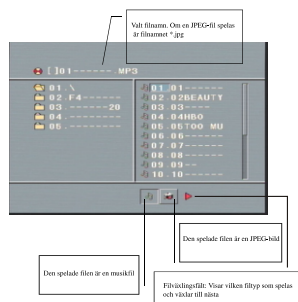 Valt filnamn. Om en JPEG-fil spelas
är filnamnet *.jpg
[ ]01------.MP3
01.\
02.F4------
03.------20
04.------
05.------
01.01------
02.02BEAUTY
03.03----
04.04HBO
05.05TOO MU
06.06------
07.07------
08.08------
09.09--
10.10------
Den spelade filen är en JPEG-bild
Den spelade filen är en musikfil
Filväxlingsfält: Visar vilken filtyp som spelas
och växlar till nästa